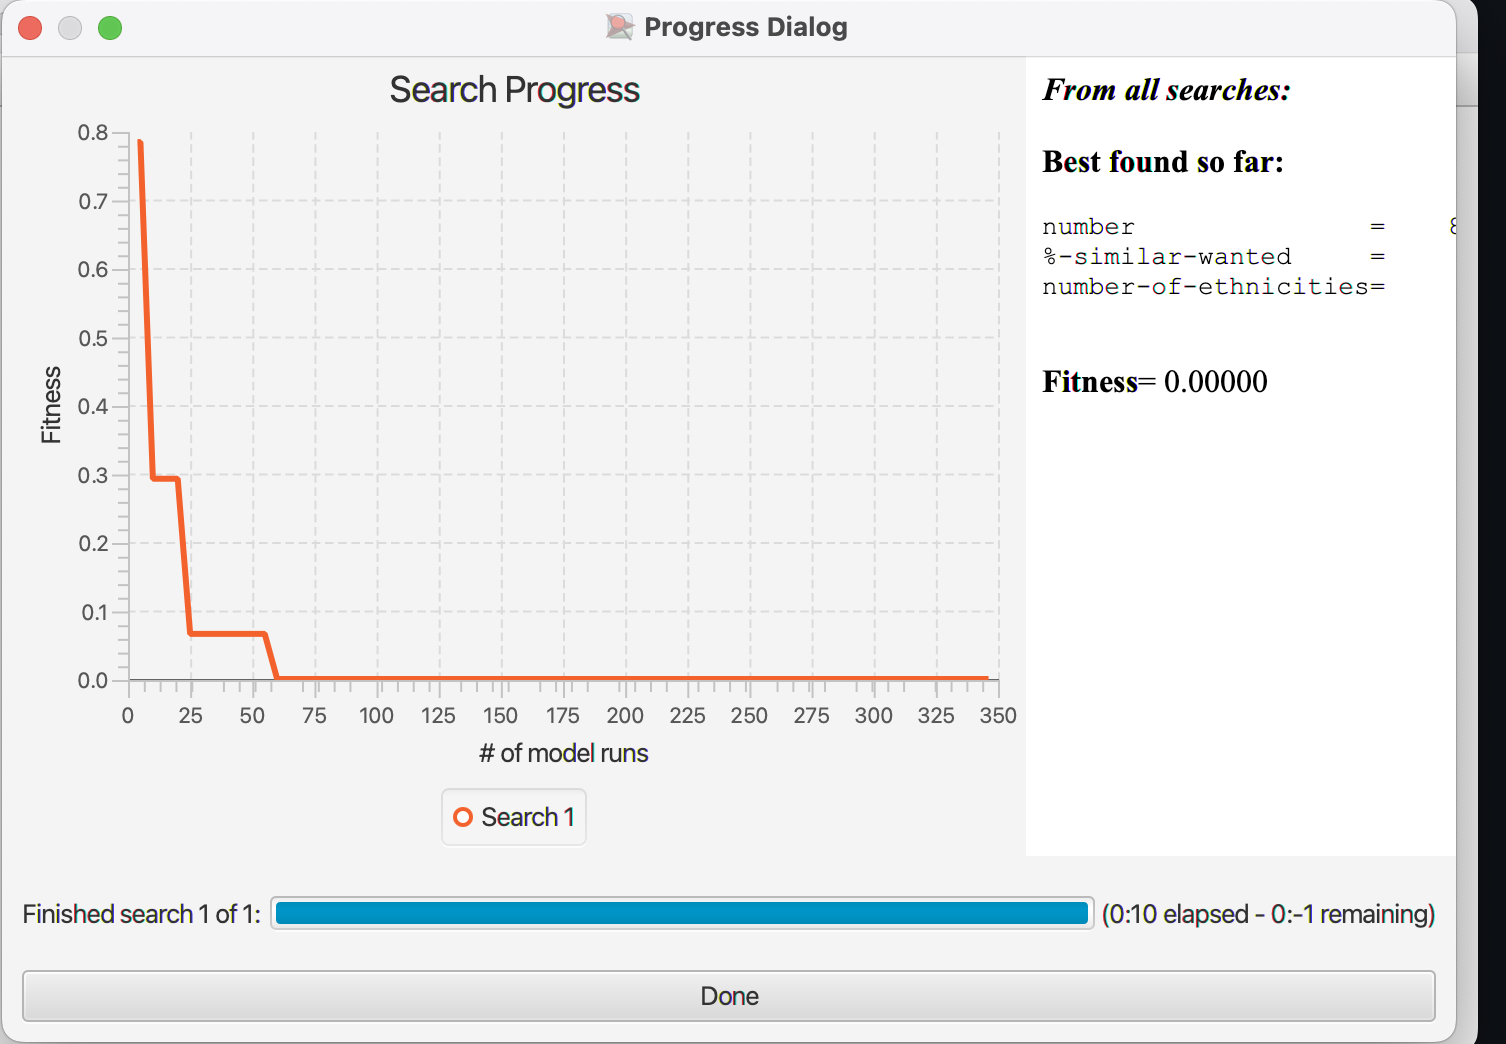 Progress Dialog
Search Progress
0.8
0.7
0.6
0.5
0.4
0.3
0.2
0.1
0.0
Fitness
0 25 50 75 100 125 150 175 200 225 250 275 300 325 350
# of model runs
Search 1
From all searches:
Best found so far:
number =
%-similar-wanted =
number-of-ethnicities=
Fitness= 0.00000
Finished search 1 of 1: (0:10 elapsed - 0:-1 remaining)
Done